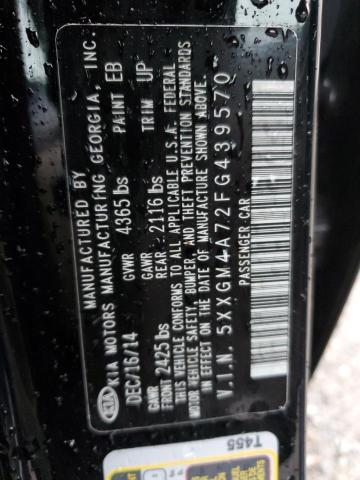 MANUFACTURED BY
KIA KIA MOTORS MANUFACTURING GEORGIA, INC.
DEC/16/14 GVWR 4365 lbs PAINT EB
GAWR FRONT 2425 lbs GAWR REAR 2116 lbs TRIM UP
THIS VEHICLE CONFORMS TO ALL APPLICABLE U.S.A. FEDERAL
MOTOR VEHICLE SAFETY, BUMPER, AND THEFT PREVENTION STANDARDS
IN EFFECT ON THE DATE OF MANUFACTURE SHOWN ABOVE.
V.I.N. 5XXGM4A72FG439570
PASSENGER CAR
T455